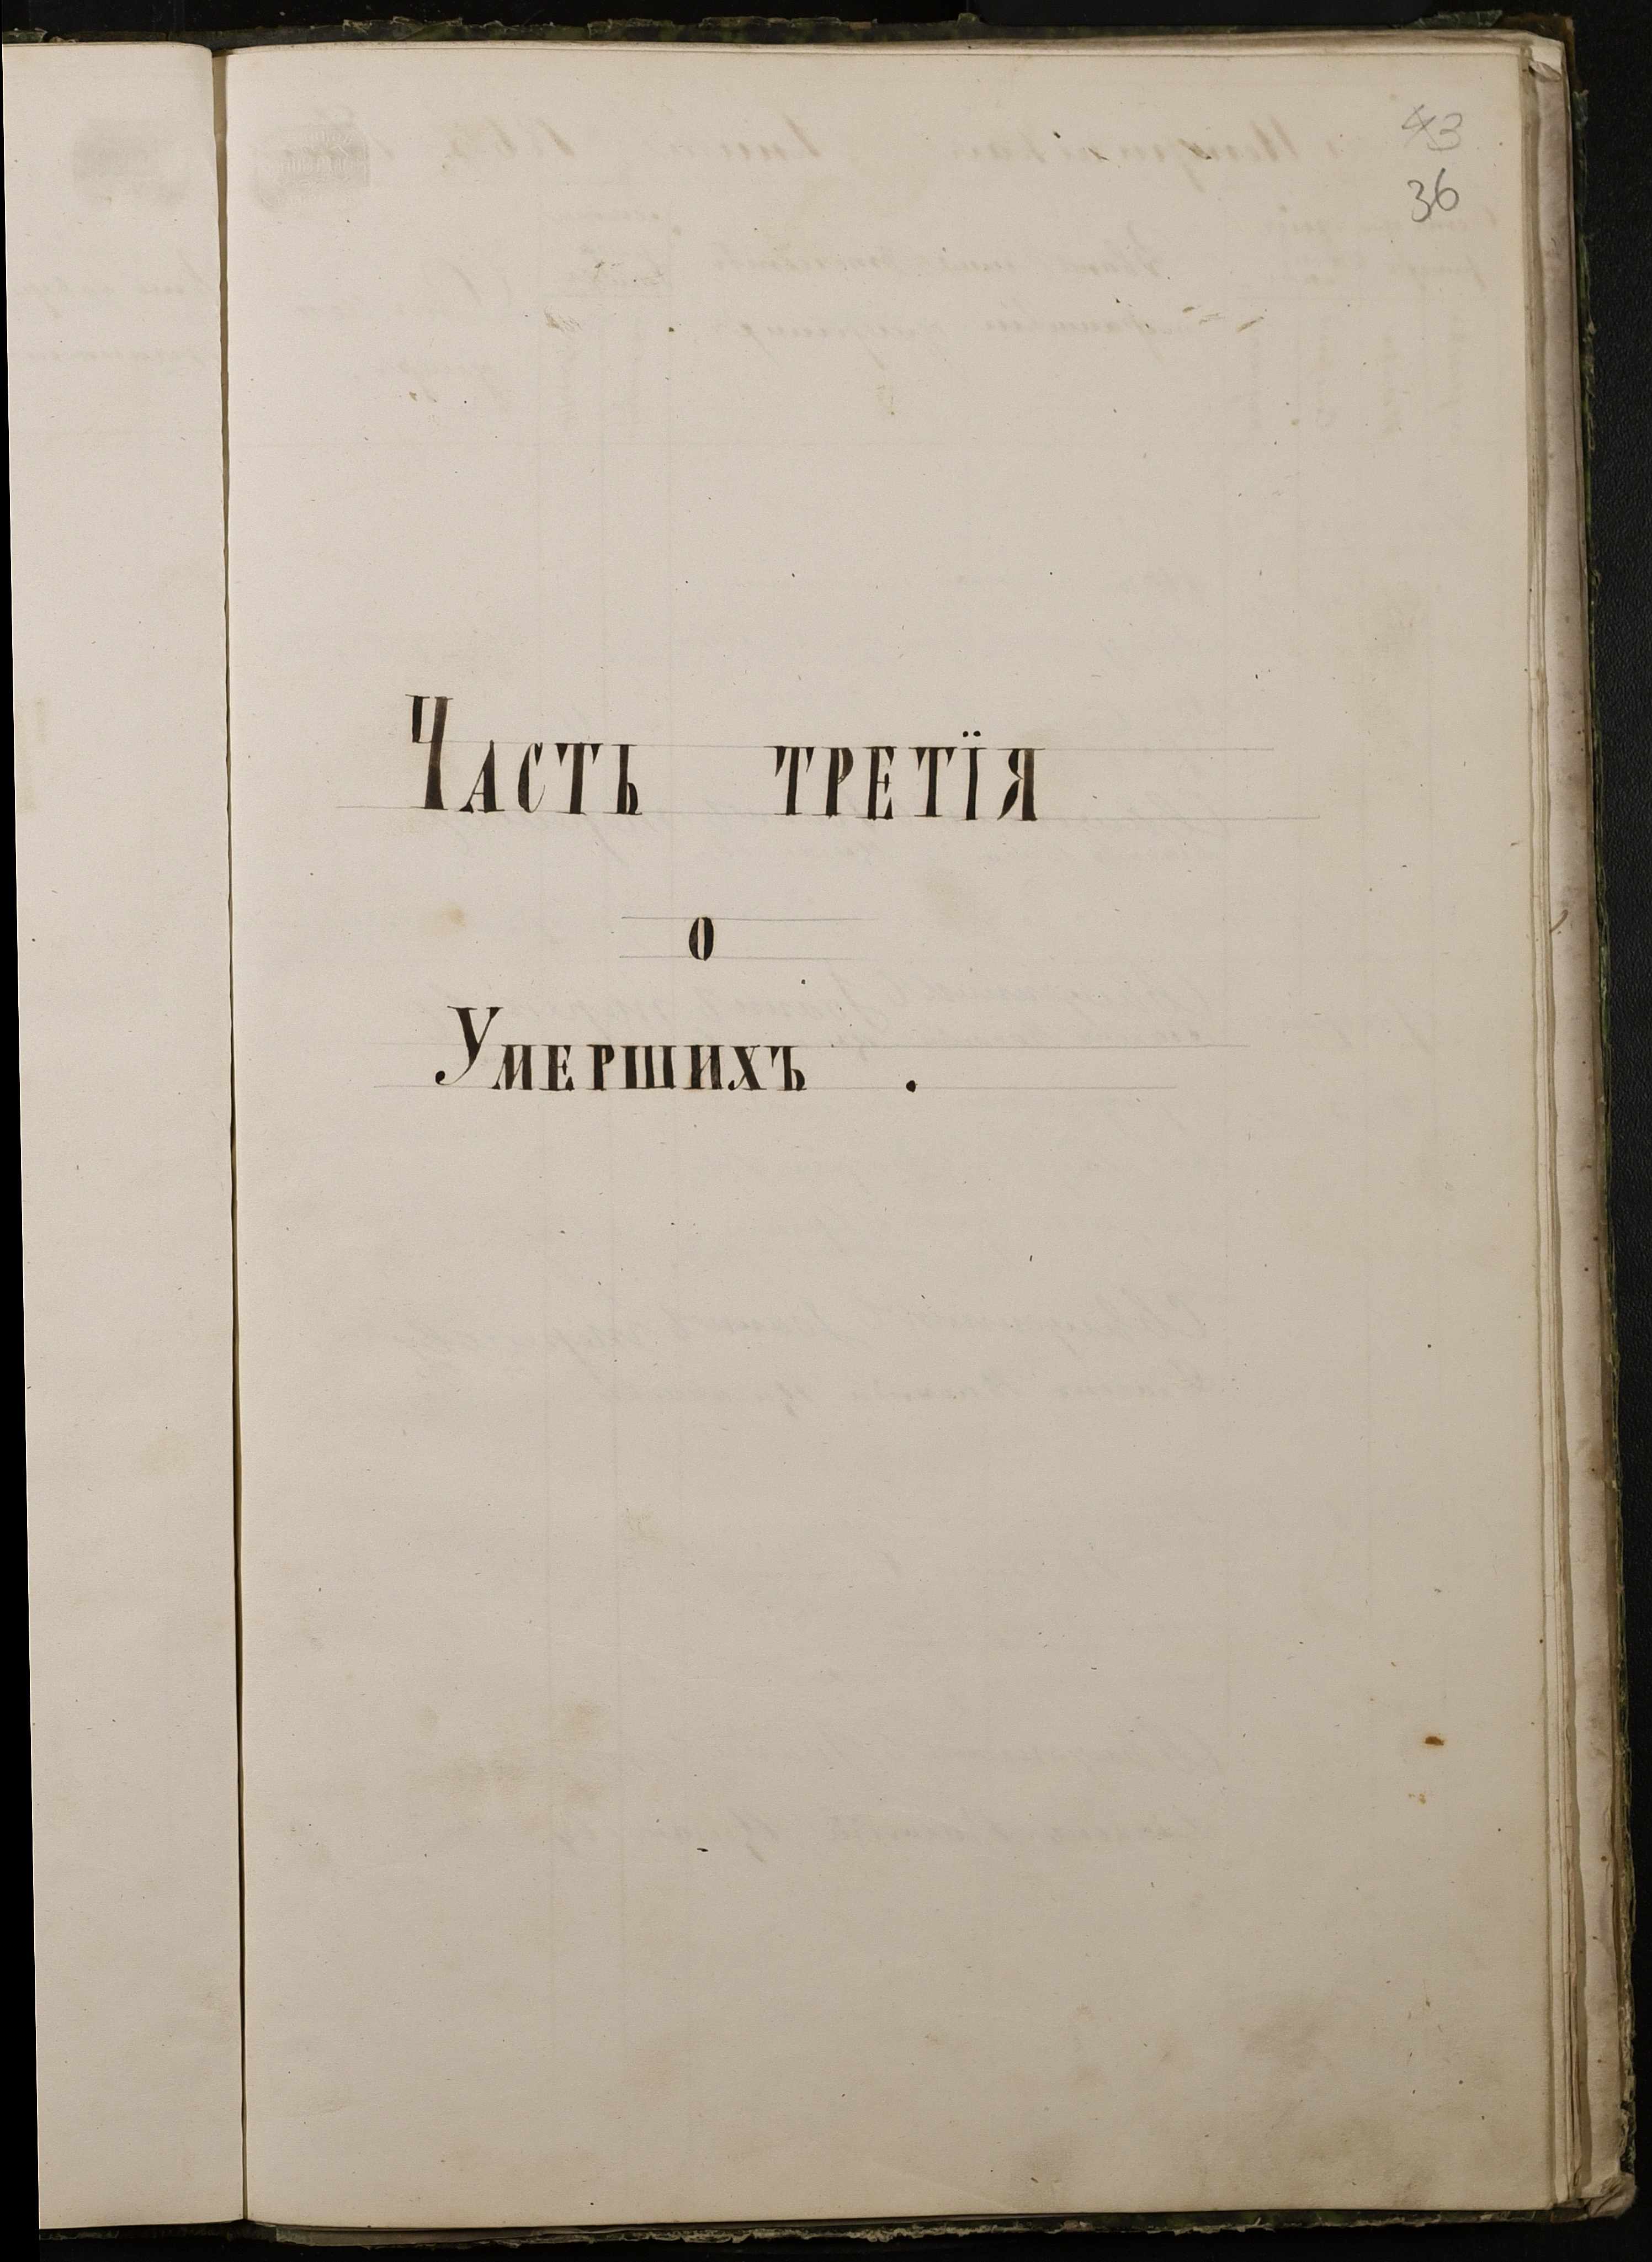 43
36
Часть третїя
о
Умершихъ .